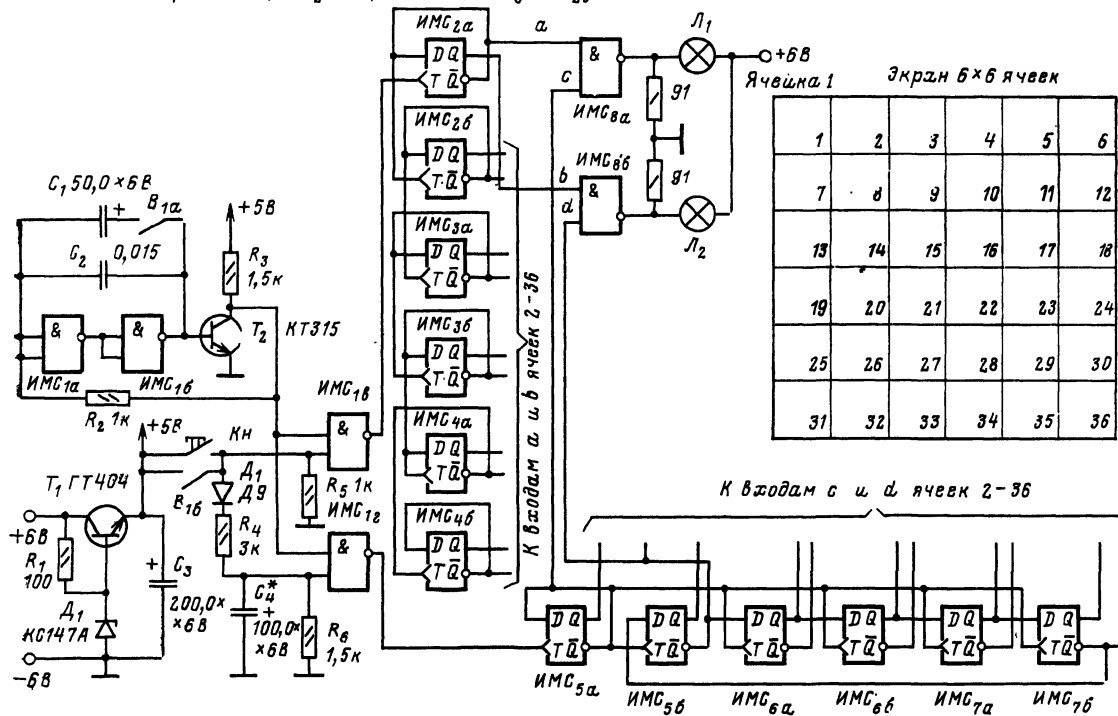 ИМС2а
D Q
T Q̅
ИМС2б
D Q
T Q̅
ИМС3а
D Q
T Q̅
ИМС3б
D Q
T Q̅
ИМС4а
D Q
T Q̅
ИМС4б
D Q
T Q̅
a
c
&
ИМС8а
b
d
&
ИМС8б
91
91
Л1
Л2
+6В
К входам a и b ячеек 2-36
Ячейка 1
Экран 6×6 ячеек
1 2 3 4 5 6
7 8 9 10 11 12
13 14 15 16 17 18
19 20 21 22 23 24
25 26 27 28 29 30
31 32 33 34 35 36
C1 50,0×6В
+
В1а
C2 0,015
+5В
R3
1,5к
T2
КТ315
&
ИМС1а
&
ИМС1б
R2 1к
+5В
Кн
В1б
T1 ГТ404
+6В
R1
100
Д1
КС147А
-6В
+
C3
200,0×
×6В
Д1
Д9
R4
3к
C4*
+
100,0×
×6В
R5 1к
R6
1,5к
ИМС1в
&
ИМС1г
&
К входам c и d ячеек 2-36
D Q
T Q̅
ИМС5а
D Q
T Q̅
ИМС5б
D Q
T Q̅
ИМС6а
D Q
T Q̅
ИМС6б
D Q
T Q̅
ИМС7а
D Q
T Q̅
ИМС7б